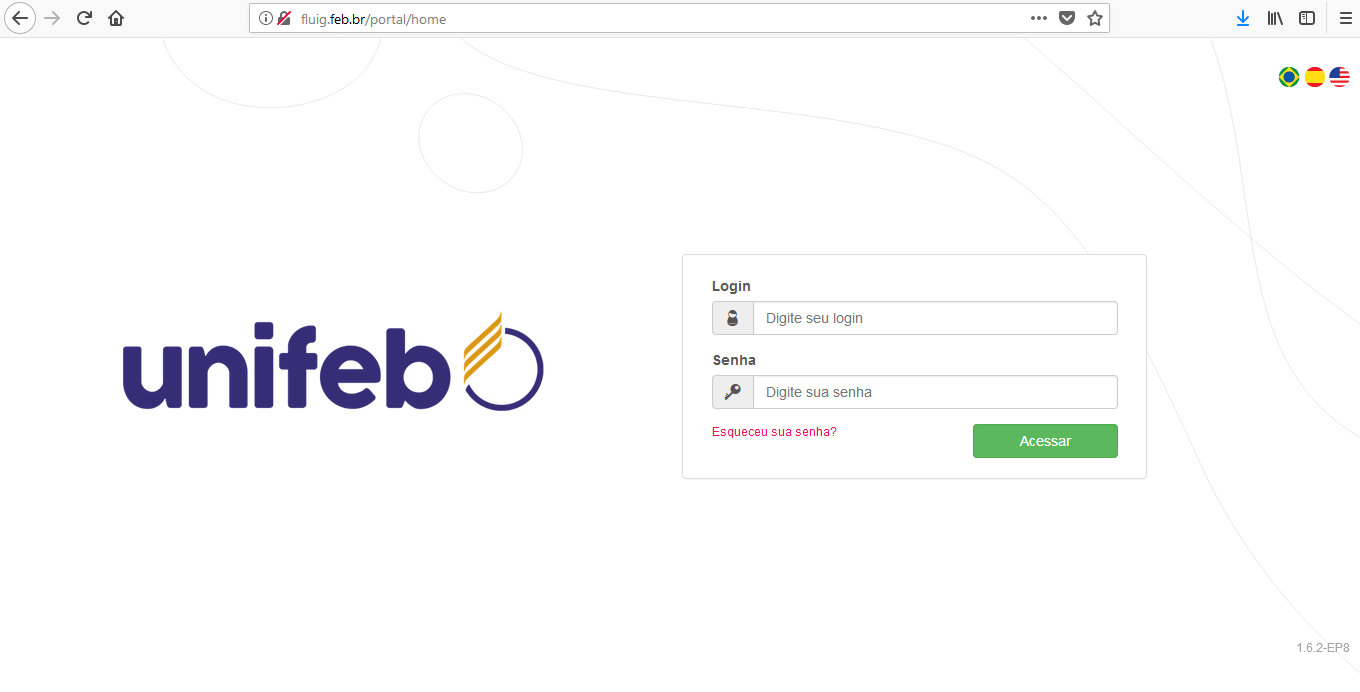 fluig.feb.br/portal/home
unifeb
Login
Digite seu login
Senha
Digite sua senha
Esqueceu sua senha?
Acessar
1.6.2-EP8